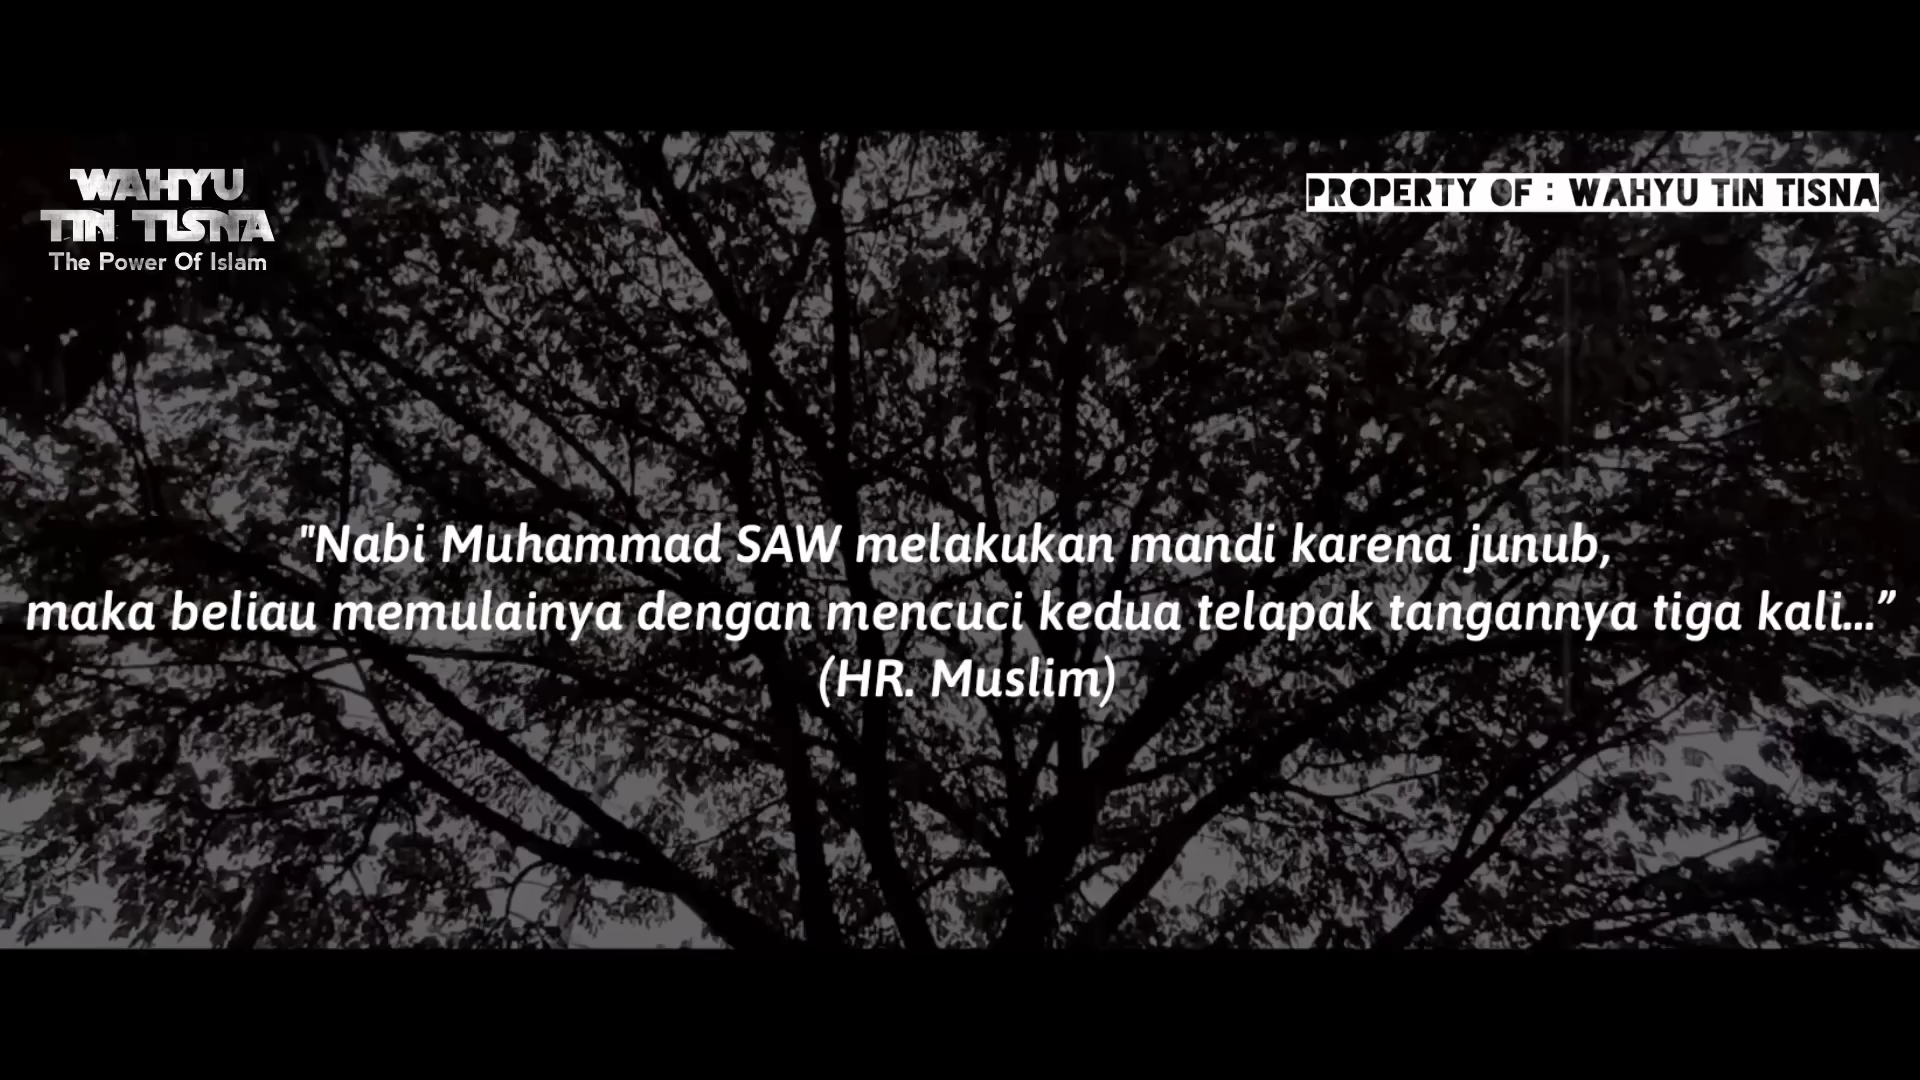 WAHYU
TIN TISNA
The Power Of Islam
PROPERTY OF : WAHYU TIN TISNA
"Nabi Muhammad SAW melakukan mandi karena junub,
maka beliau memulainya dengan mencuci kedua telapak tangannya tiga kali...”
(HR. Muslim)